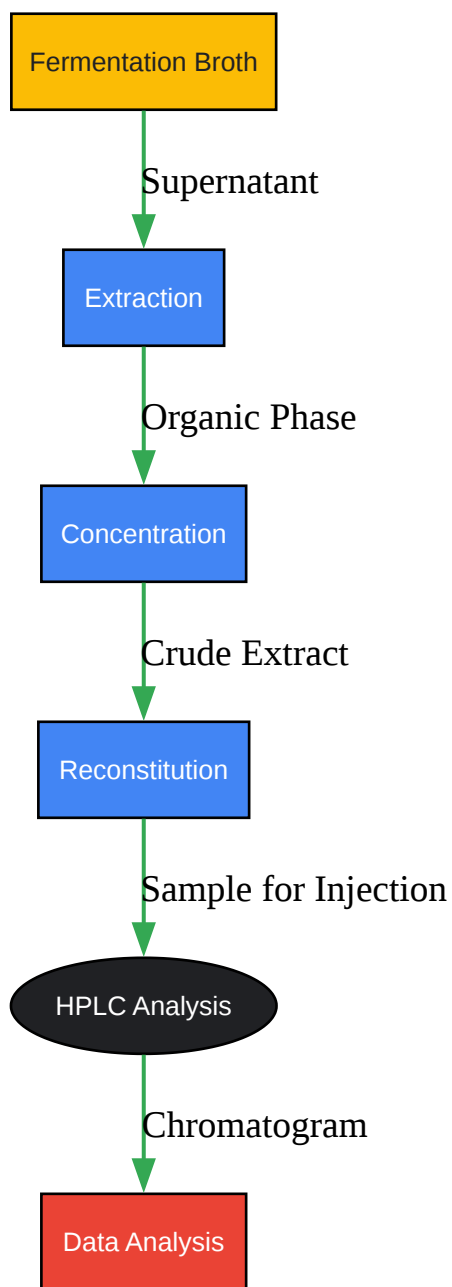 Fermentation Broth
Supernatant
Extraction
Organic Phase
Concentration
Crude Extract
Reconstitution
Sample for Injection
HPLC Analysis
Chromatogram
Data Analysis